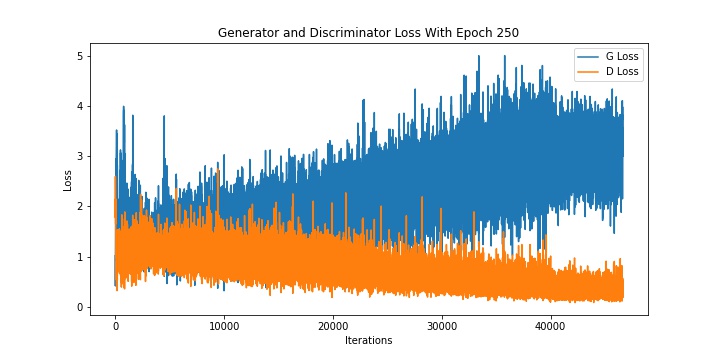 Generator and Discriminator Loss With Epoch 250
G Loss
D Loss
5
4
3
2
1
0
Loss
0
10000
20000
30000
40000
Iterations